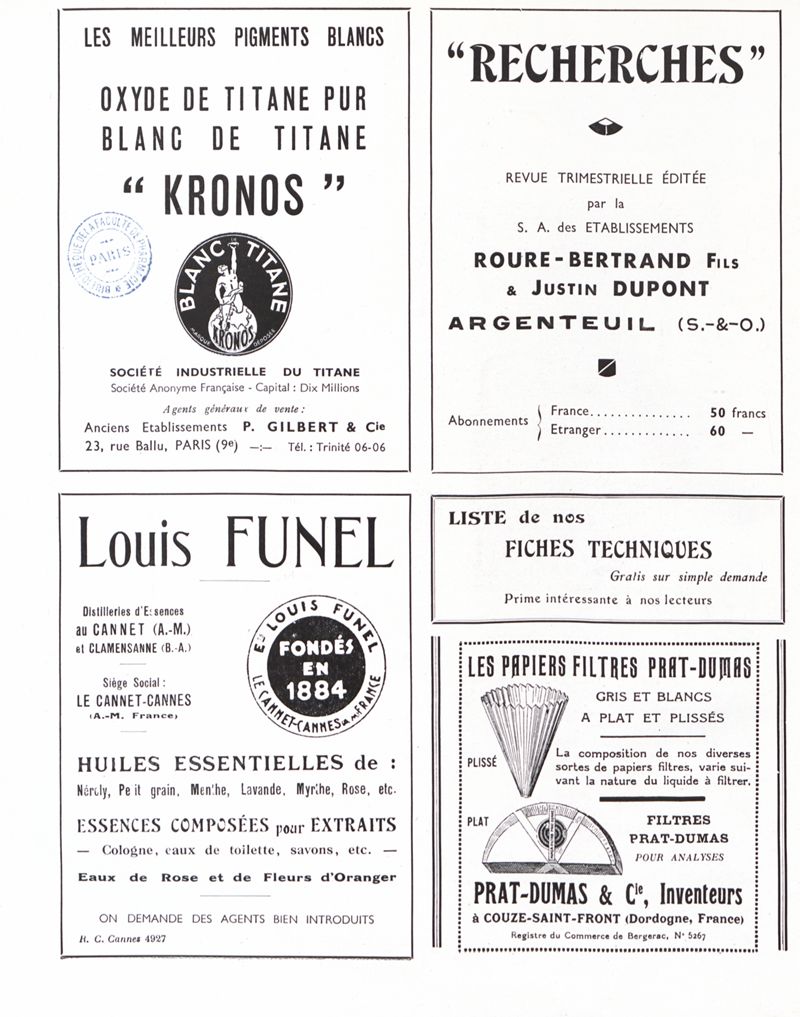 LES MEILLEURS PIGMENTS BLANCS
OXYDE DE TITANE PUR
BLANC DE TITANE
“ KRONOS ”
BIBLIOTHÈQUE DE LA FACULTÉ DE PHARMACIE
PARIS
BLANC DE TITANE
KRONOS
MARQUE DEPOSÉE
SOCIÉTÉ INDUSTRIELLE DU TITANE
Société Anonyme Française - Capital : Dix Millions
Agents généraux de vente :
Anciens Etablissements P. GILBERT & Cie
23, rue Ballu, PARIS (9e) —:— Tél. : Trinité 06-06
“RECHERCHES”
REVUE TRIMESTRIELLE ÉDITÉE
par la
S. A. des ETABLISSEMENTS
ROURE-BERTRAND FILS
& JUSTIN DUPONT
ARGENTEUIL (S.-&-O.)
Abonnements
France............... 50 francs
Etranger............. 60 —
Louis FUNEL
Distilleries d'Essences
au CANNET (A.-M.)
et CLAMENSANNE (B.-A.)
Siège Social :
LE CANNET-CANNES
(A.-M. France)
Ets LOUIS FUNEL
FONDÉS
EN
1884
LE CANNET-CANNES (A.M.) FRANCE
HUILES ESSENTIELLES de :
Néroly, Petit grain, Menthe, Lavande, Myrthe, Rose, etc.
ESSENCES COMPOSÉES pour EXTRAITS
— Cologne, eaux de toilette, savons, etc. —
Eaux de Rose et de Fleurs d'Oranger
ON DEMANDE DES AGENTS BIEN INTRODUITS
R. C. Cannes 4927
LISTE de nos
FICHES TECHNIQUES
Gratis sur simple demande
Prime intéressante à nos lecteurs
LES PAPIERS FILTRES PRAT-DUMAS
GRIS ET BLANCS
A PLAT ET PLISSÉS
PLISSÉ
La composition de nos diverses
sortes de papiers filtres, varie sui-
vant la nature du liquide à filtrer.
PLAT
FILTRES
PRAT-DUMAS
POUR ANALYSES
PRAT-DUMAS & Cie, Inventeurs
à COUZE-SAINT-FRONT (Dordogne, France)
Registre du Commerce de Bergerac, N° 5267